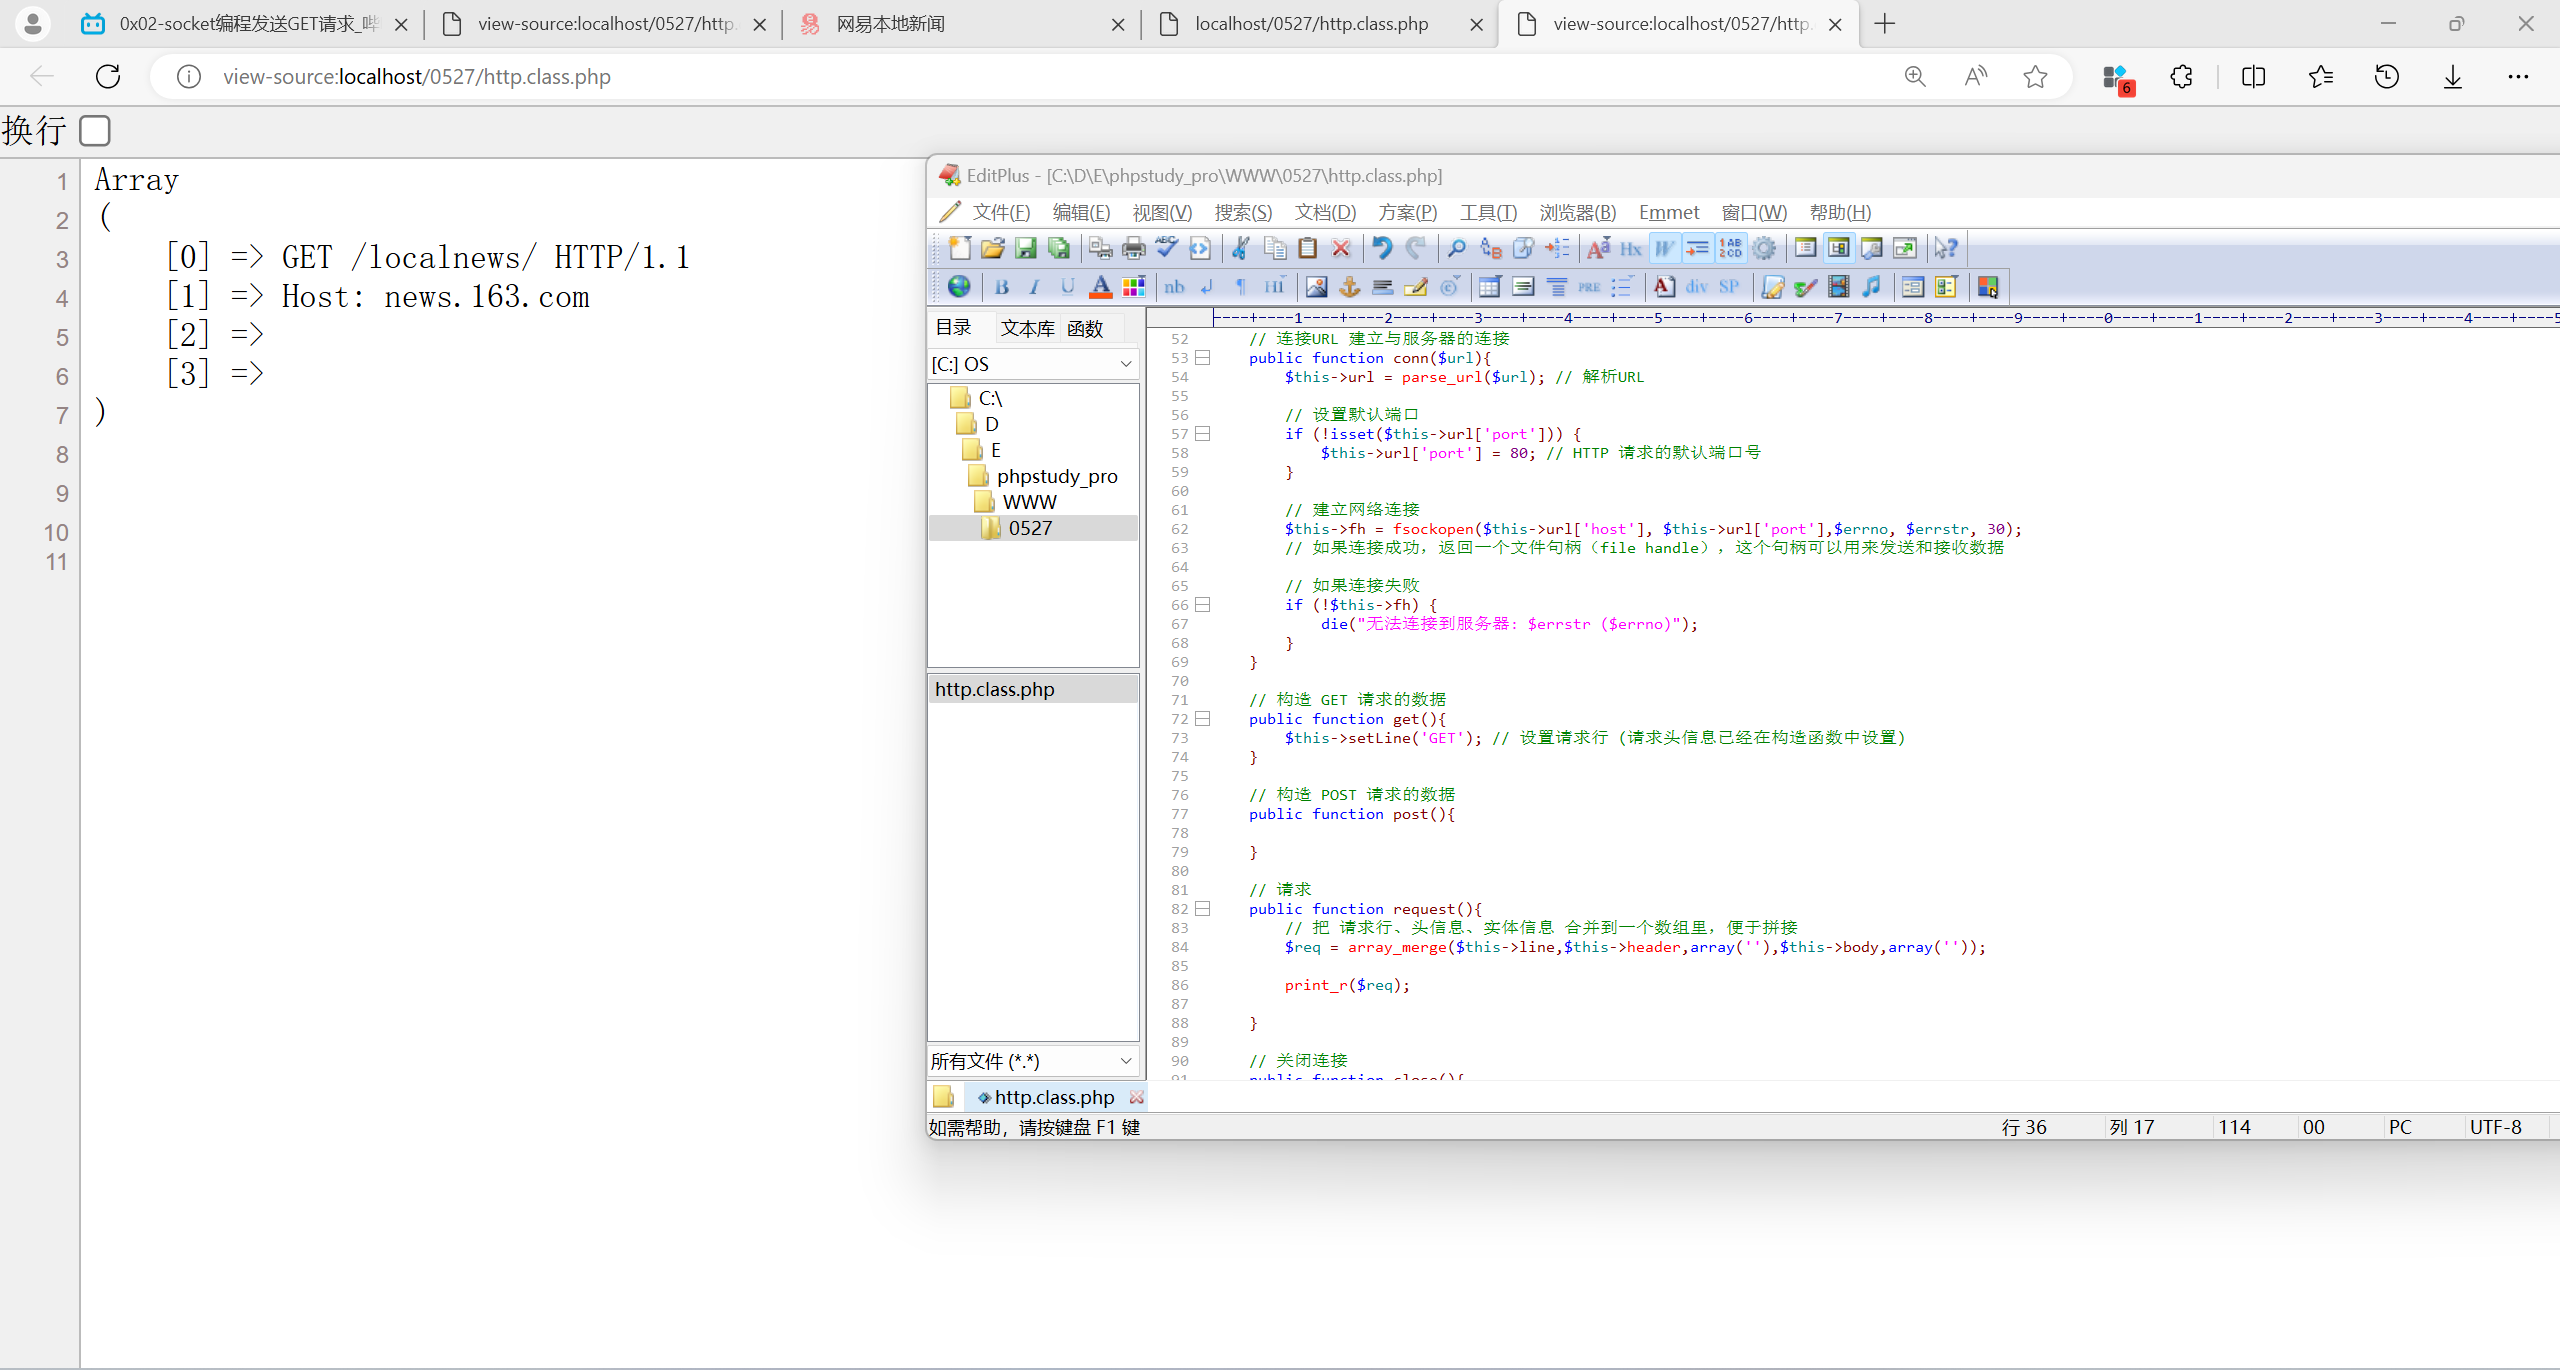 0x02-socket编程发送GET请求_哔
view-source:localhost/0527/http.
网易本地新闻
localhost/0527/http.class.php
view-source:localhost/0527/http.
view-source:localhost/0527/http.class.php
6
换行
1 Array
2 (
3 [0] => GET /localnews/ HTTP/1.1
4 [1] => Host: news.163.com
5 [2] =>
6 [3] =>
7 )
8
9
10
11
EditPlus - [C:\D\E\phpstudy_pro\WWW\0527\http.class.php]
文件(F) 编辑(E) 视图(V) 搜索(S) 文档(D) 方案(P) 工具(T) 浏览器(B) Emmet 窗口(W) 帮助(H)
目录 文本库 函数
[C:] OS
C:\
D
E
phpstudy_pro
WWW
0527
http.class.php
所有文件 (*.*)
----+----1----+----2----+----3----+----4----+----5----+----6----+----7----+----8----+----9----+----0----+----1----+----2----+----3----+----4----+----5
52 // 连接URL 建立与服务器的连接
53 public function conn($url){
54 $this->url = parse_url($url); // 解析URL
55
56 // 设置默认端口
57 if (!isset($this->url['port'])) {
58 $this->url['port'] = 80; // HTTP 请求的默认端口号
59 }
60
61 // 建立网络连接
62 $this->fh = fsockopen($this->url['host'], $this->url['port'],$errno, $errstr, 30);
63 // 如果连接成功，返回一个文件句柄（file handle），这个句柄可以用来发送和接收数据
64
65 // 如果连接失败
66 if (!$this->fh) {
67 die("无法连接到服务器: $errstr ($errno)");
68 }
69 }
70
71 // 构造 GET 请求的数据
72 public function get(){
73 $this->setLine('GET'); // 设置请求行 (请求头信息已经在构造函数中设置)
74 }
75
76 // 构造 POST 请求的数据
77 public function post(){
78
79 }
80
81 // 请求
82 public function request(){
83 // 把 请求行、头信息、实体信息 合并到一个数组里，便于拼接
84 $req = array_merge($this->line,$this->header,array(''),$this->body,array(''));
85
86 print_r($req);
87
88 }
89
90 // 关闭连接
91 public function close(){
http.class.php
如需帮助，请按键盘 F1 键 行 36 列 17 114 00 PC UTF-8